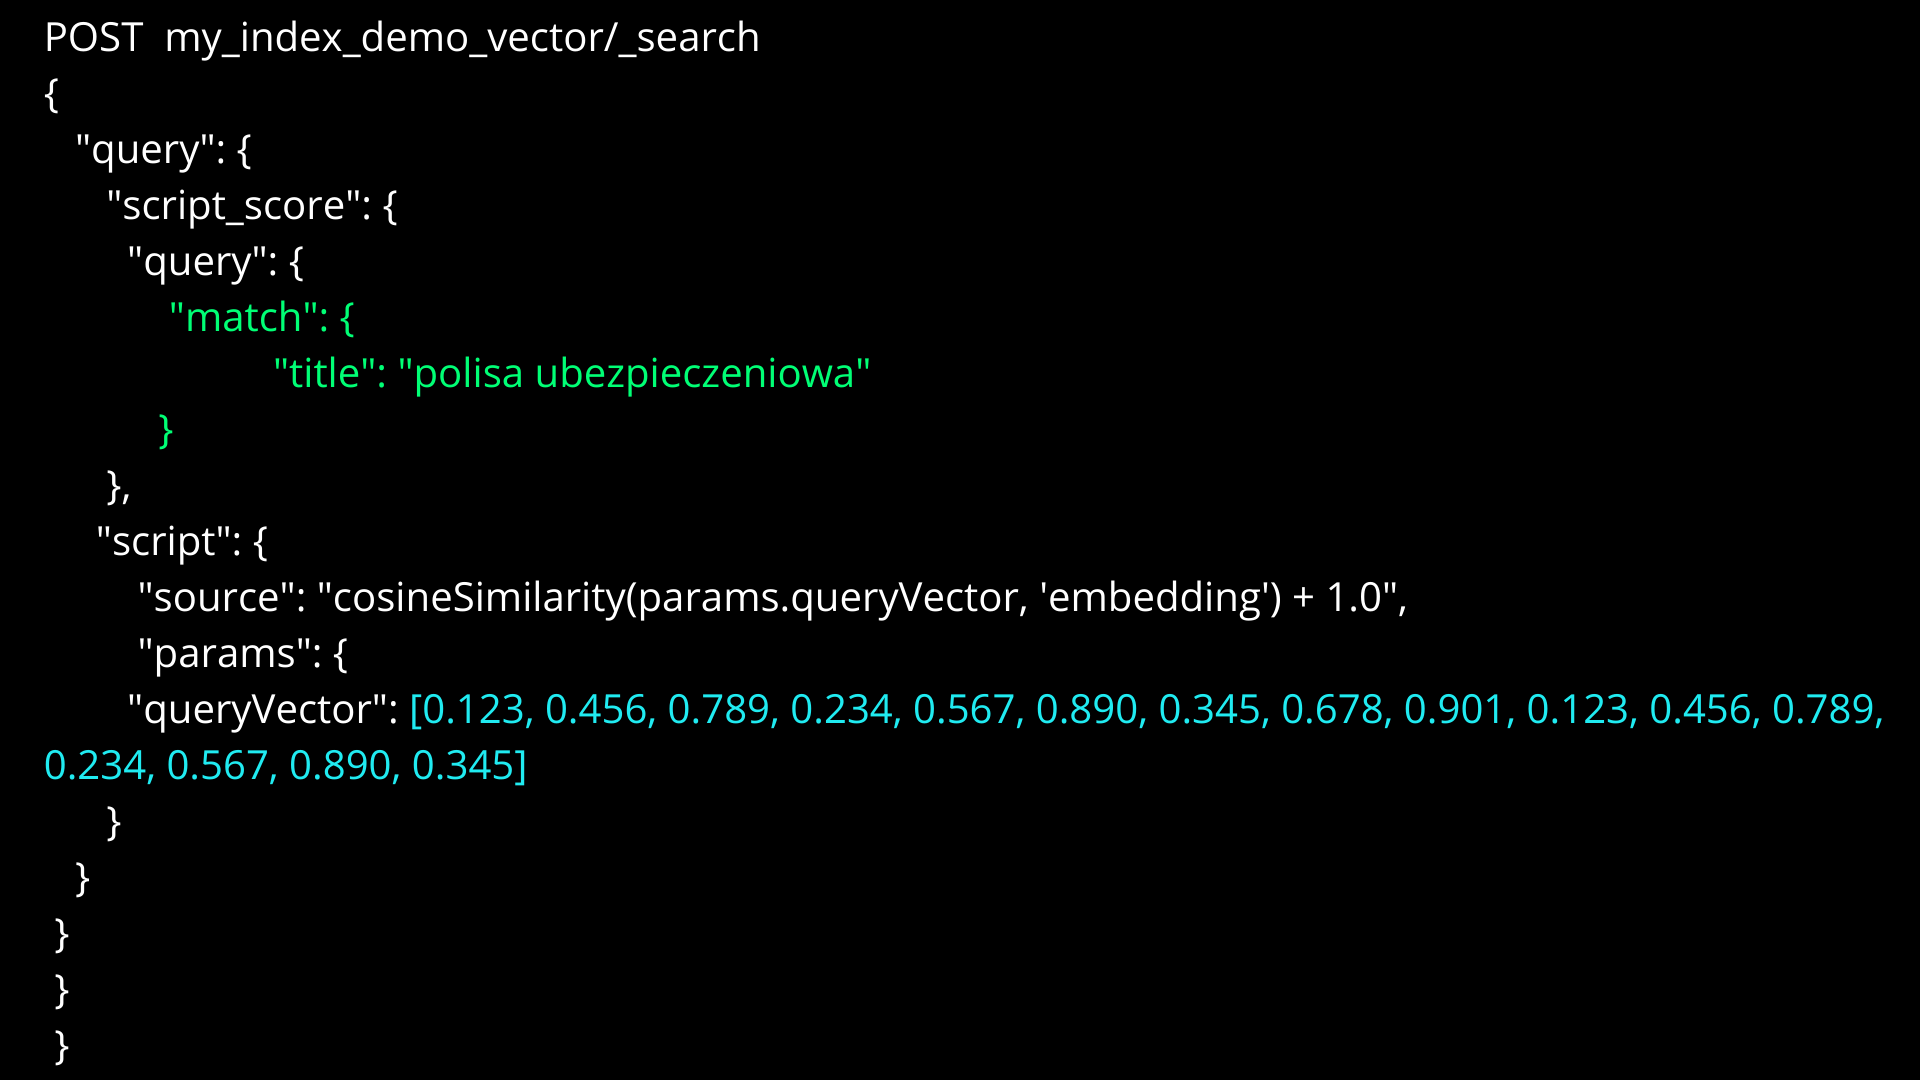 POST  my_index_demo_vector/_search
{
   "query": {
      "script_score": {
        "query": {
            "match": {
                      "title": "polisa ubezpieczeniowa"
           }
      },
     "script": {
         "source": "cosineSimilarity(params.queryVector, 'embedding') + 1.0",
         "params": {
        "queryVector": [0.123, 0.456, 0.789, 0.234, 0.567, 0.890, 0.345, 0.678, 0.901, 0.123, 0.456, 0.789,
0.234, 0.567, 0.890, 0.345]
      }
   }
 }
 }
 }